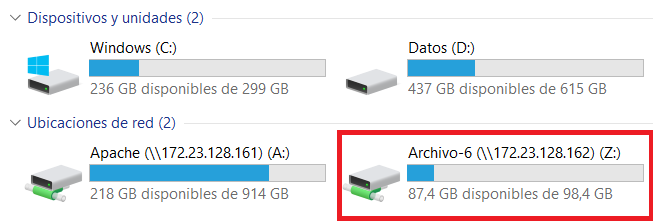 Dispositivos y unidades (2)
Windows (C:)
236 GB disponibles de 299 GB
Datos (D:)
437 GB disponibles de 615 GB
Ubicaciones de red (2)
Apache (\\172.23.128.161) (A:)
218 GB disponibles de 914 GB
Archivo-6 (\\172.23.128.162) (Z:)
87,4 GB disponibles de 98,4 GB